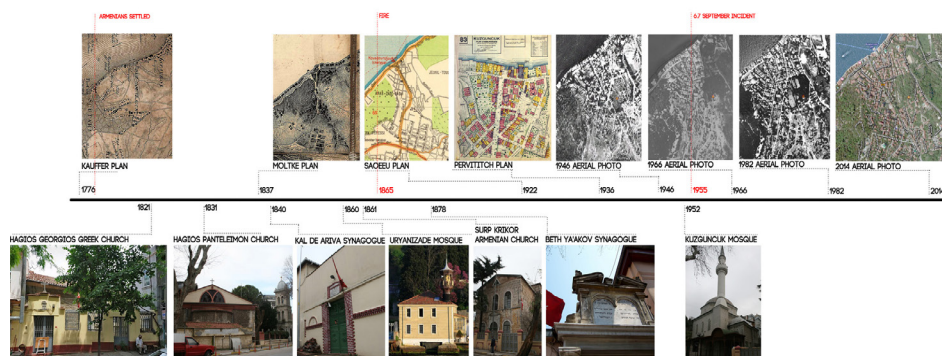 ARMENIANS SETTLED
FIRE
6.7 SEPTEMBER INCIDENT
KAUFFER PLAN
MOLTKE PLAN
SACEEU PLAN
PERVITITCH PLAN
1946 AERIAL PHOTO
1966 AERIAL PHOTO
1982 AERIAL PHOTO
2014 AERIAL PHOTO
1776
1837
1865
1922
1936
1946
1955
1966
1982
2014
1821
1831
1840
1860
1861
1878
1952
HAGIOS GEORGIOS GREEK CHURCH
HAGIOS PANTELEIMON CHURCH
KAL DE ARIVA SYNAGOGUE
URYANIZADE MOSQUE
SURP KRIKOR
ARMENIAN CHURCH
BETH YA'AKOV SYNAGOGUE
KUZGUNCUK MOSQUE